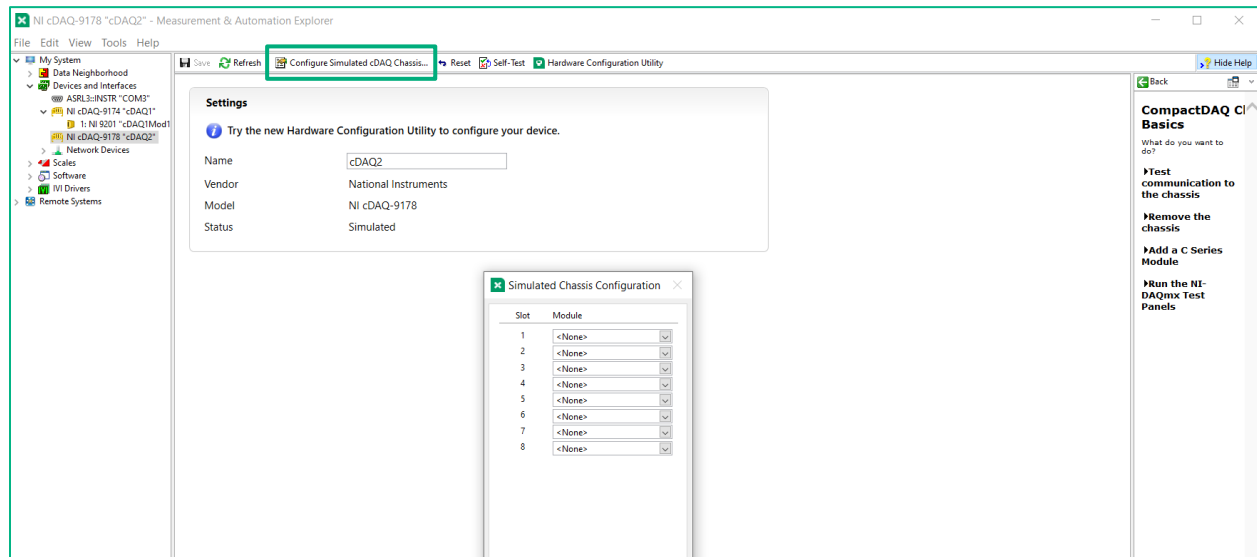 NI cDAQ-9178 "cDAQ2" - Measurement & Automation Explorer
File Edit View Tools Help
My System
Data Neighborhood
Devices and Interfaces
ASRL3::INSTR "COM3"
NI cDAQ-9174 "cDAQ1"
1: NI 9201 "cDAQ1Mod1
NI cDAQ-9178 "cDAQ2"
Network Devices
Scales
Software
IVI Drivers
Remote Systems
Save Refresh Configure Simulated cDAQ Chassis... Reset Self-Test Hardware Configuration Utility Hide Help
Settings
Try the new Hardware Configuration Utility to configure your device.
Name cDAQ2
Vendor National Instruments
Model NI cDAQ-9178
Status Simulated
Simulated Chassis Configuration
Slot Module
1 <None>
2 <None>
3 <None>
4 <None>
5 <None>
6 <None>
7 <None>
8 <None>
Back
CompactDAQ Cl
Basics
What do you want to
do?
Test
communication to
the chassis
Remove the
chassis
Add a C Series
Module
Run the NI-
DAQmx Test
Panels